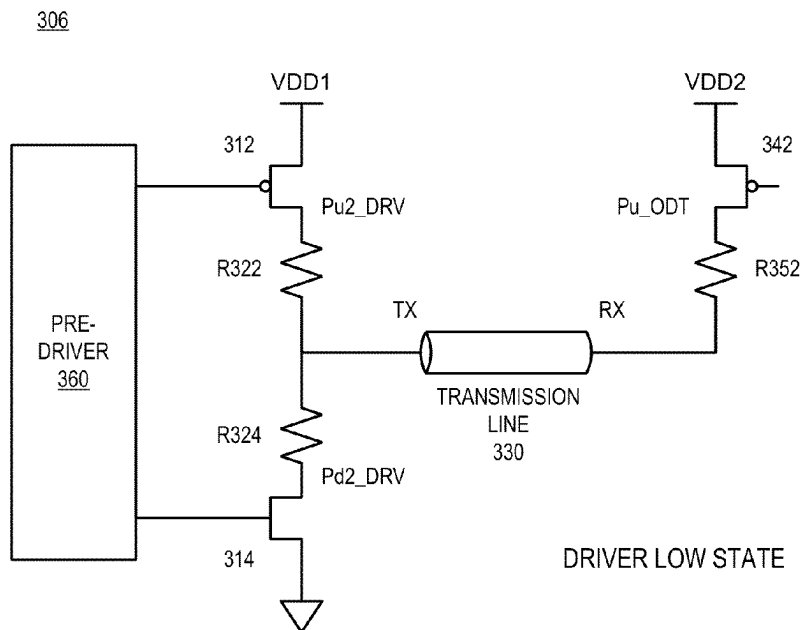 306
VDD1
VDD2
312
342
Pu2_DRV
Pu_ODT
R322
R352
PRE-
DRIVER
360
TX
RX
TRANSMISSION
LINE
330
R324
Pd2_DRV
314
DRIVER LOW STATE